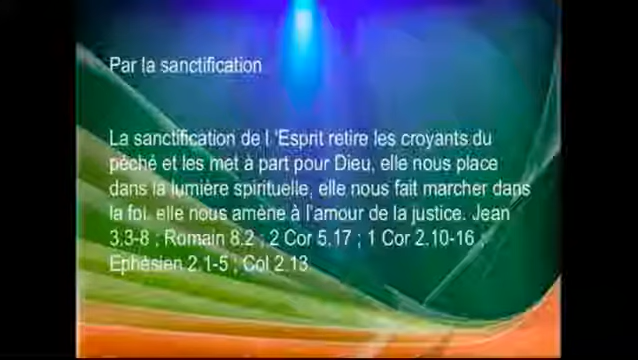 Par la sanctification
La sanctification de l 'Esprit retire les croyants du
péché et les met à part pour Dieu, elle nous place
dans la lumière spirituelle, elle nous fait marcher dans
la foi, elle nous amène à l'amour de la justice. Jean
3.3-8 ; Romain 8.2 ; 2 Cor 5.17 ; 1 Cor 2.10-16 ;
Ephésien 2.1-5 ; Col 2.13.